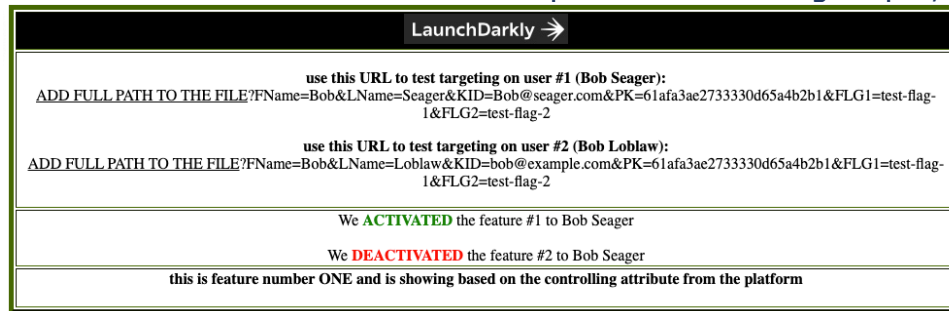 LaunchDarkly
use this URL to test targeting on user #1 (Bob Seager):
ADD FULL PATH TO THE FILE?FName=Bob&LName=Seager&KID=Bob@seager.com&PK=61afa3ae2733330d65a4b2b1&FLG1=test-flag-
1&FLG2=test-flag-2
use this URL to test targeting on user #2 (Bob Loblaw):
ADD FULL PATH TO THE FILE?FName=Bob&LName=Loblaw&KID=bob@example.com&PK=61afa3ae2733330d65a4b2b1&FLG1=test-flag-
1&FLG2=test-flag-2
We ACTIVATED the feature #1 to Bob Seager
We DEACTIVATED the feature #2 to Bob Seager
this is feature number ONE and is showing based on the controlling attribute from the platform